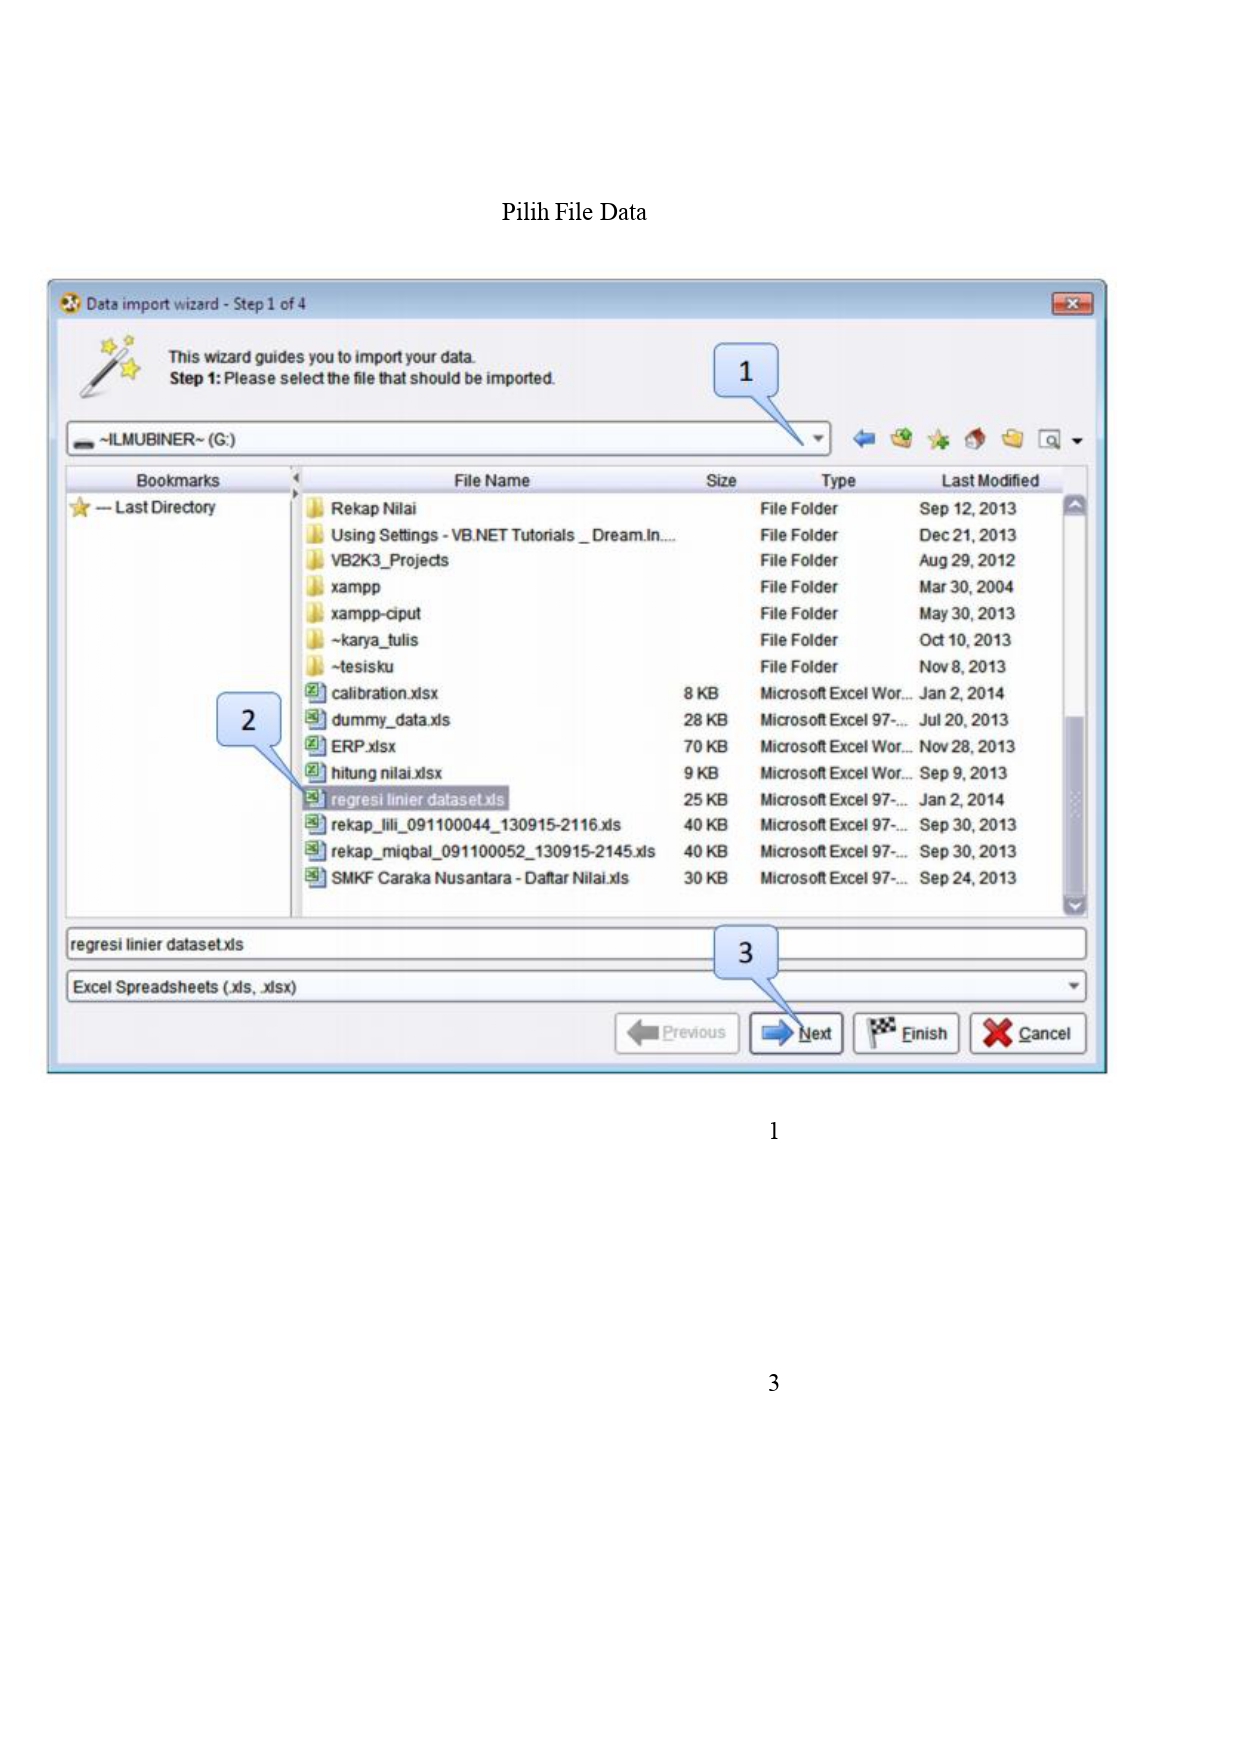 Pilih File Data
Data import wizard - Step 1 of 4
This wizard guides you to import your data.
Step 1: Please select the file that should be imported.
1
~ILMUBINER~ (G:)
Bookmarks File Name Size Type Last Modified
--- Last Directory
Rekap Nilai File Folder Sep 12, 2013
Using Settings - VB.NET Tutorials _ Dream.In.... File Folder Dec 21, 2013
VB2K3_Projects File Folder Aug 29, 2012
xampp File Folder Mar 30, 2004
xampp-ciput File Folder May 30, 2013
~karya_tulis File Folder Oct 10, 2013
~tesisku File Folder Nov 8, 2013
calibration.xlsx 8 KB Microsoft Excel Wor... Jan 2, 2014
2
dummy_data.xls 28 KB Microsoft Excel 97-... Jul 20, 2013
ERP.xlsx 70 KB Microsoft Excel Wor... Nov 28, 2013
hitung nilai.xlsx 9 KB Microsoft Excel Wor... Sep 9, 2013
regresi linier dataset.xls 25 KB Microsoft Excel 97-... Jan 2, 2014
rekap_lili_091100044_130915-2116.xls 40 KB Microsoft Excel 97-... Sep 30, 2013
rekap_miqbal_091100052_130915-2145.xls 40 KB Microsoft Excel 97-... Sep 30, 2013
SMKF Caraka Nusantara - Daftar Nilai.xls 30 KB Microsoft Excel 97-... Sep 24, 2013
regresi linier dataset.xls
3
Excel Spreadsheets (.xls, .xlsx)
Previous Next Finish Cancel
1
3